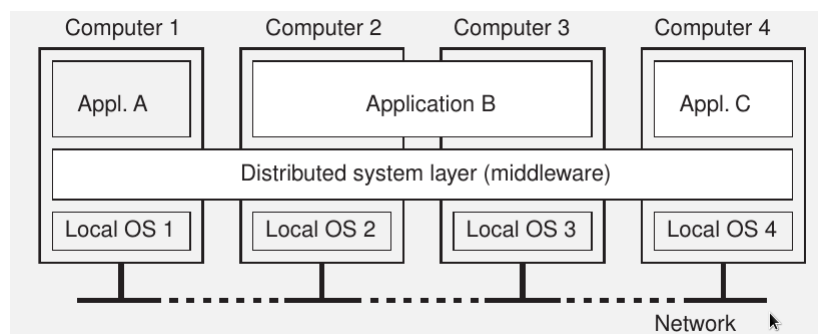 Computer 1 Computer 2 Computer 3 Computer 4
Appl. A Application B Appl. C
Distributed system layer (middleware)
Local OS 1 Local OS 2 Local OS 3 Local OS 4
Network